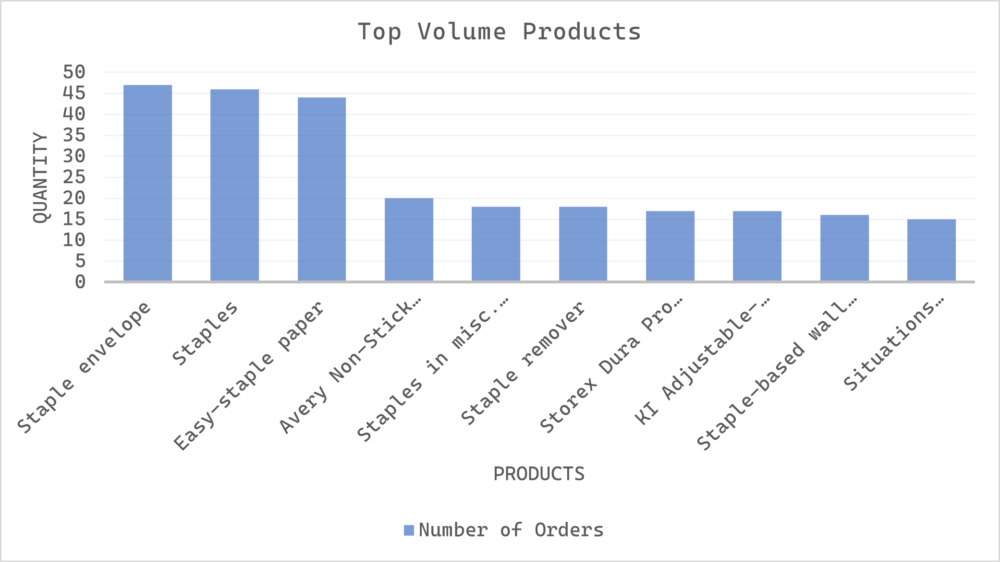 Top Volume Products
QUANTITY
50
45
40
35
30
25
20
15
10
5
0
Staple envelope
Staples
Easy-staple paper
Avery Non-Stick…
Staples in misc.…
Staple remover
Storex Dura Pro…
KI Adjustable-…
Staple-based wall…
Situations…
PRODUCTS
Number of Orders